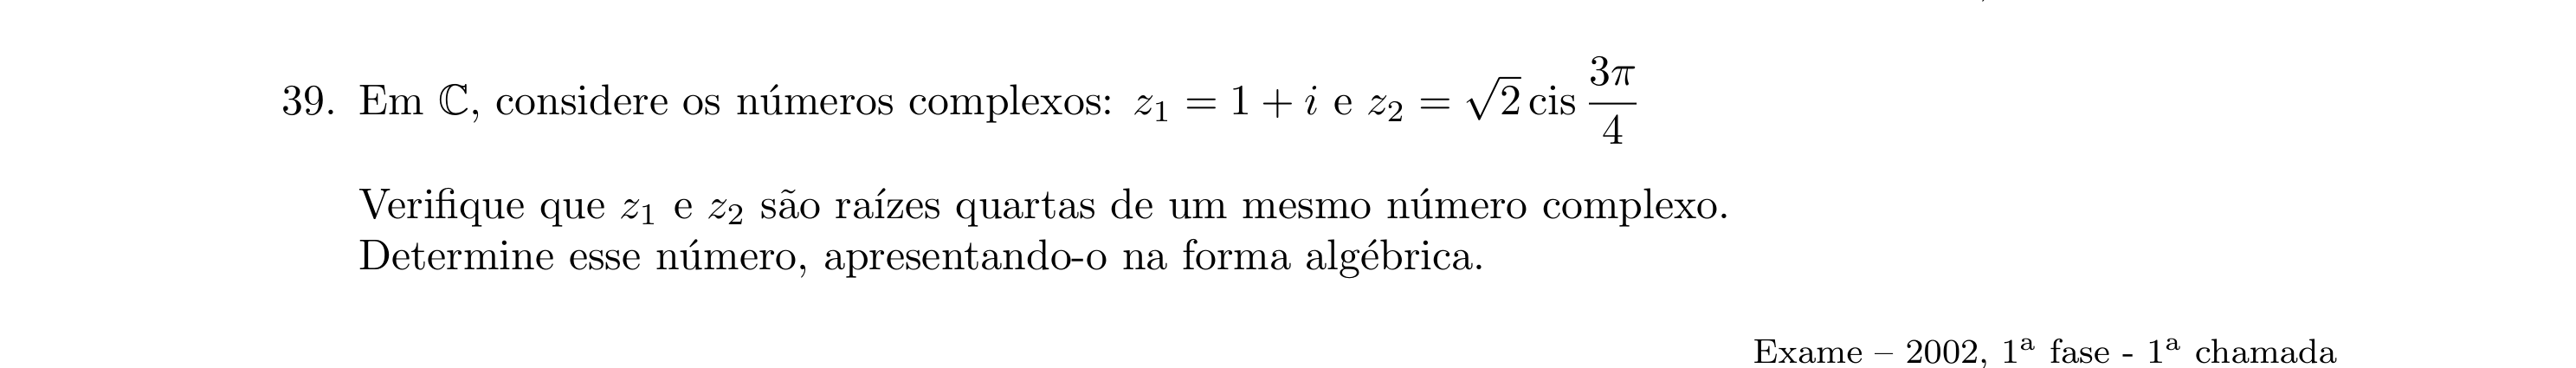 39. Em ℂ, considere os números complexos: z₁ = 1 + i e z₂ = √2 cis 3π/4
Verifique que z₁ e z₂ são raízes quartas de um mesmo número complexo.
Determine esse número, apresentando-o na forma algébrica.
Exame – 2002, 1ª fase - 1ª chamada